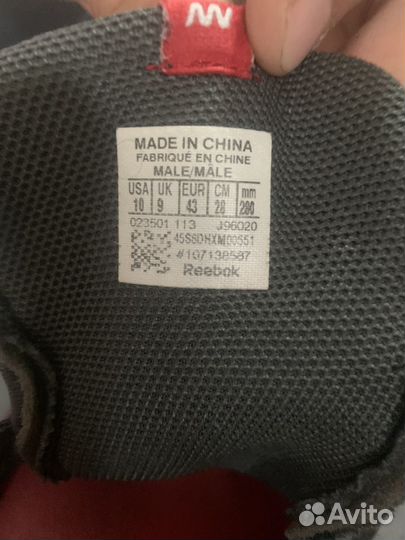 MADE IN CHINA
FABRIQUÉ EN CHINE
MALE/MÂLE
USA UK EUR CM mm
10 9 43 28 280
023501 113 J96020
45S6DHXM00551
#107138587
Reebok
Avito